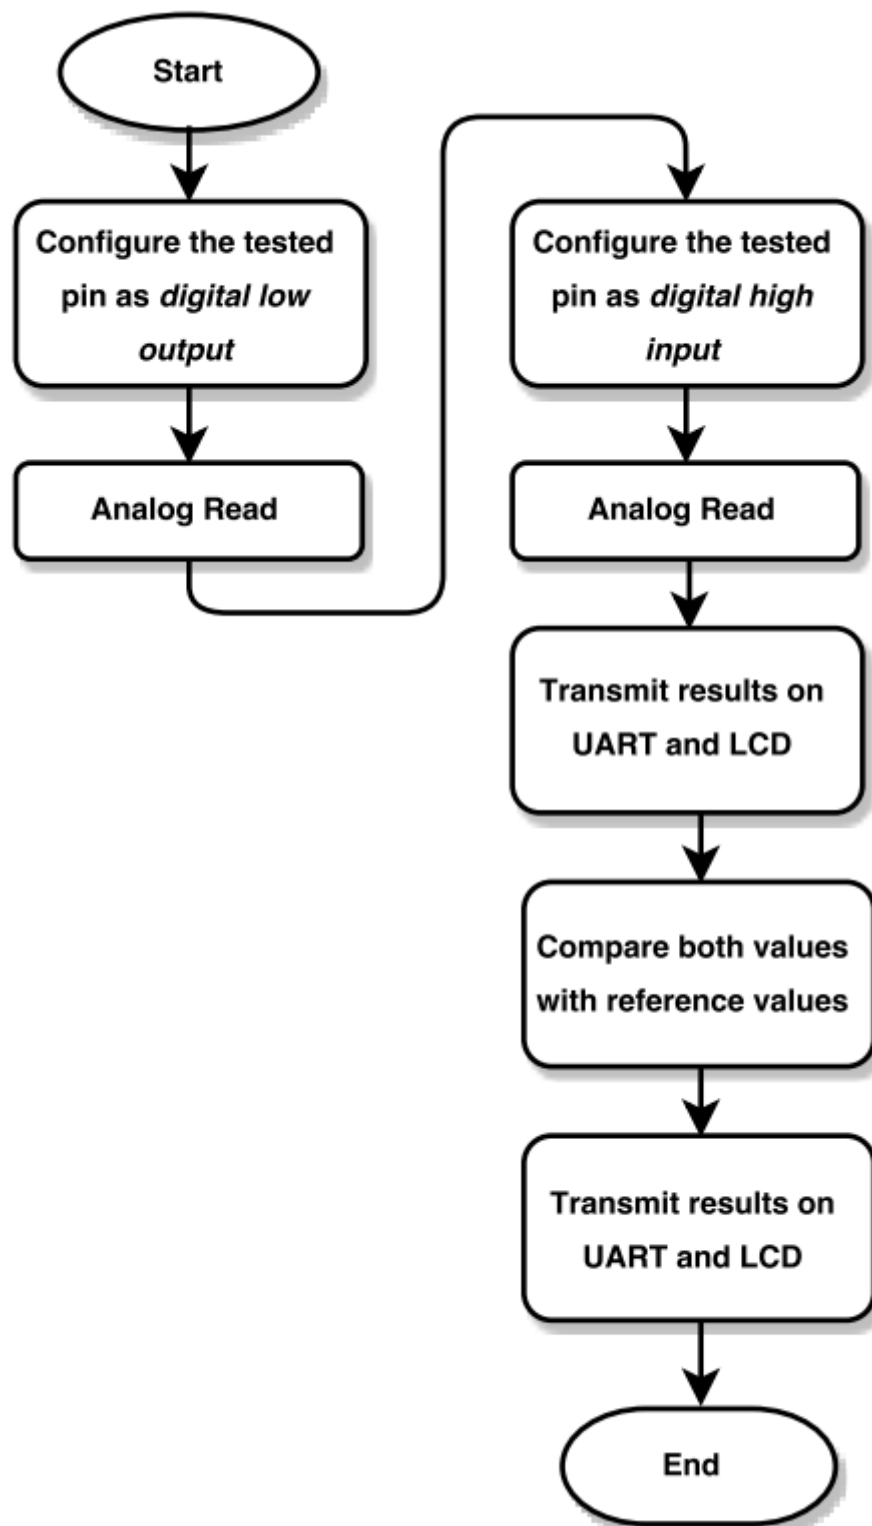 Start
Configure the tested
pin as digital low
output
Analog Read
Configure the tested
pin as digital high
input
Analog Read
Transmit results on
UART and LCD
Compare both values
with reference values
Transmit results on
UART and LCD
End